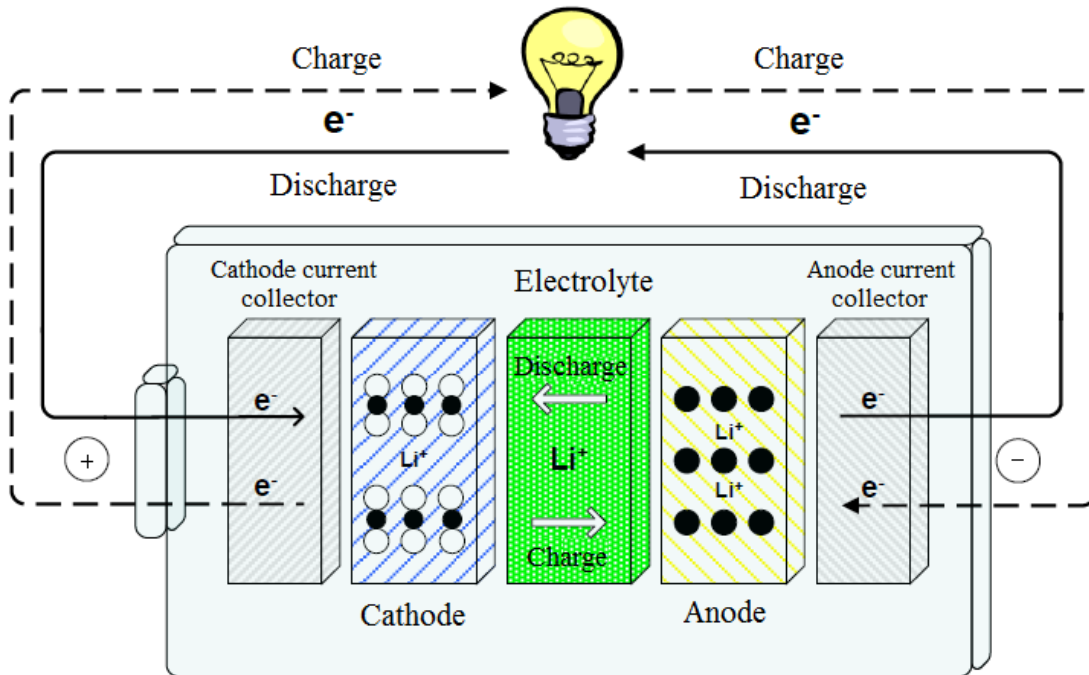 Charge
Charge
e⁻
e⁻
Discharge
Discharge
Cathode current
collector
Electrolyte
Anode current
collector
Discharge
e⁻
e⁻
Li⁺
+
Li⁺
Li⁺
−
Li⁺
e⁻
e⁻
Charge
Cathode
Anode